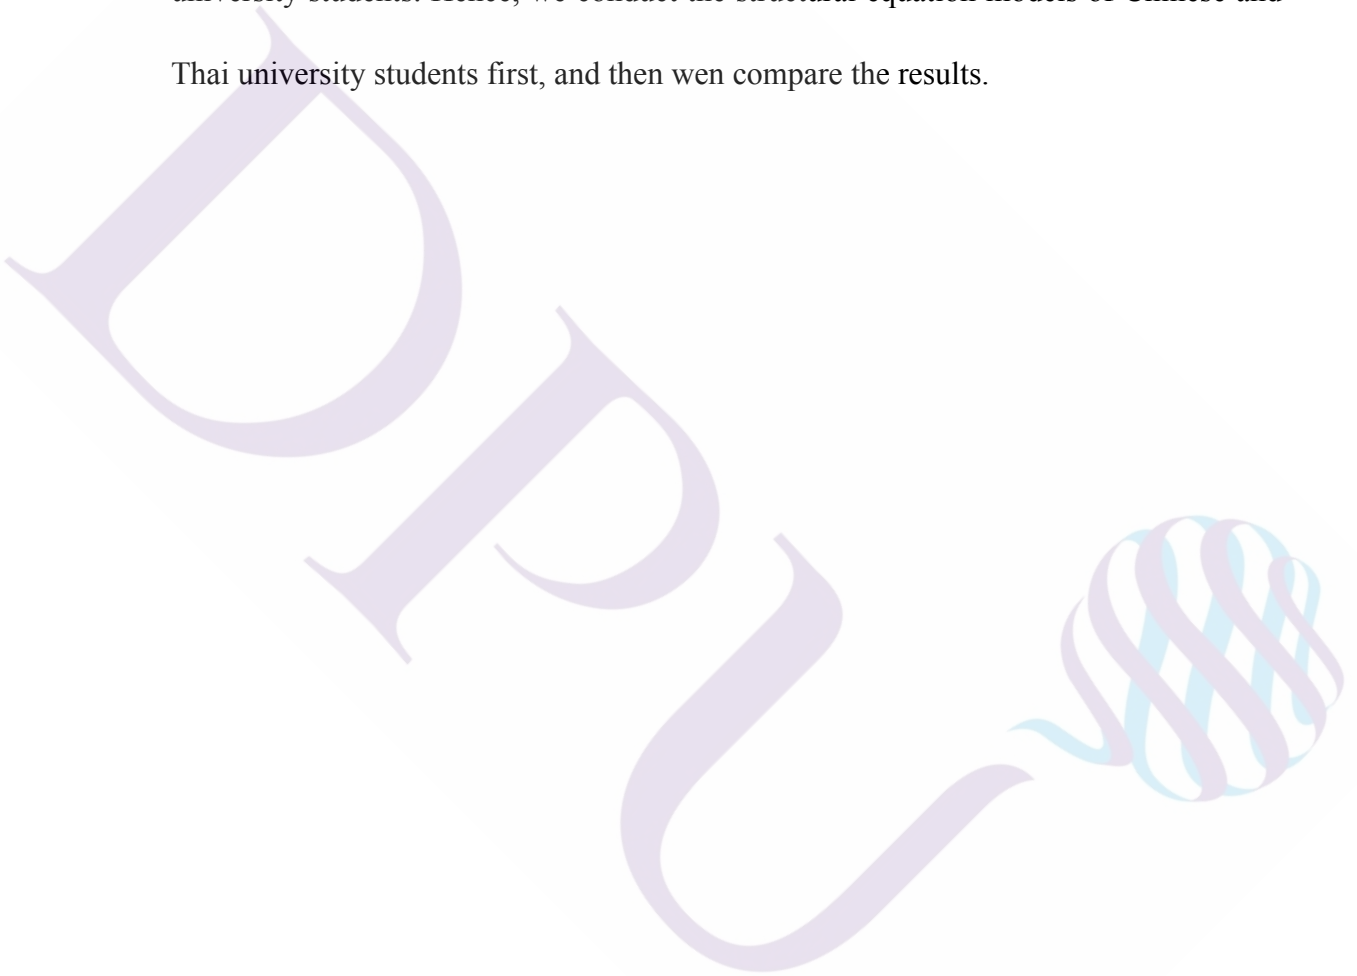 university students. Hence, we conduct the structural equation models of Chinese and
Thai university students first, and then wen compare the results.
DPU